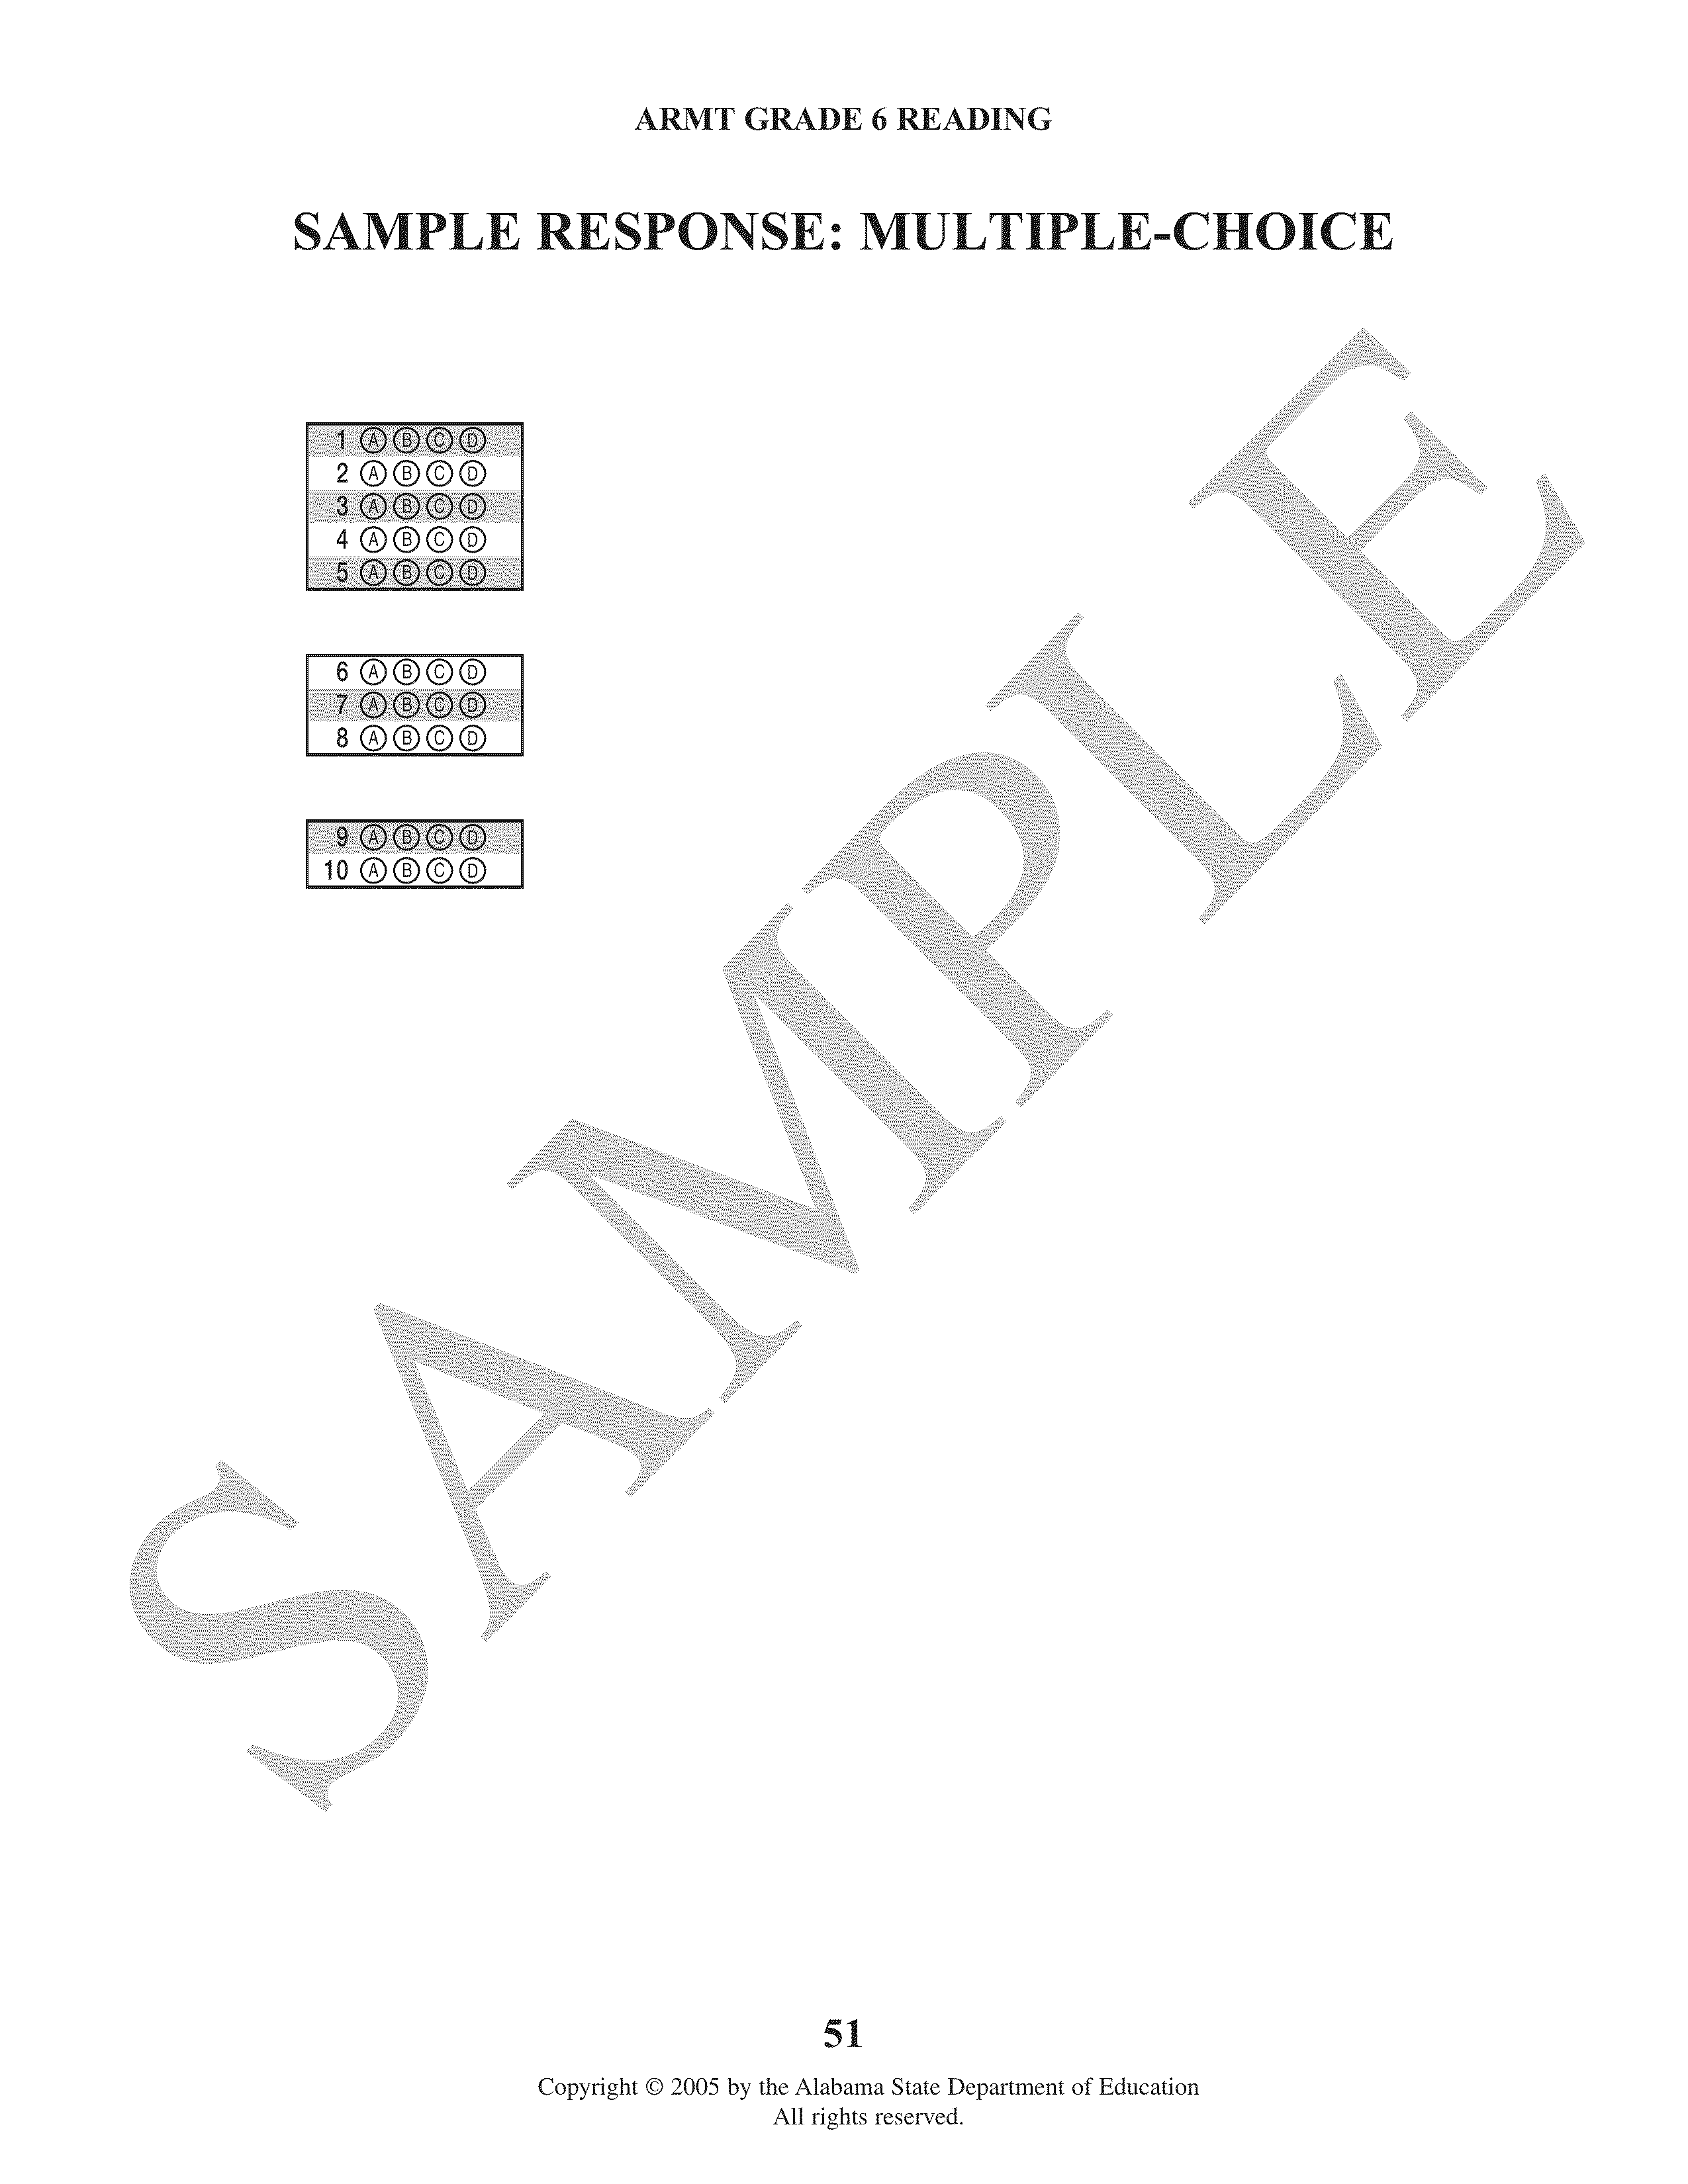 ARMT GRADE 6 READING
SAMPLE RESPONSE: MULTIPLE-CHOICE
1 A B C D
2 A B C D
3 A B C D
4 A B C D
5 A B C D
6 A B C D
7 A B C D
8 A B C D
9 A B C D
10 A B C D
SAMPLE
51
Copyright © 2005 by the Alabama State Department of Education
All rights reserved.